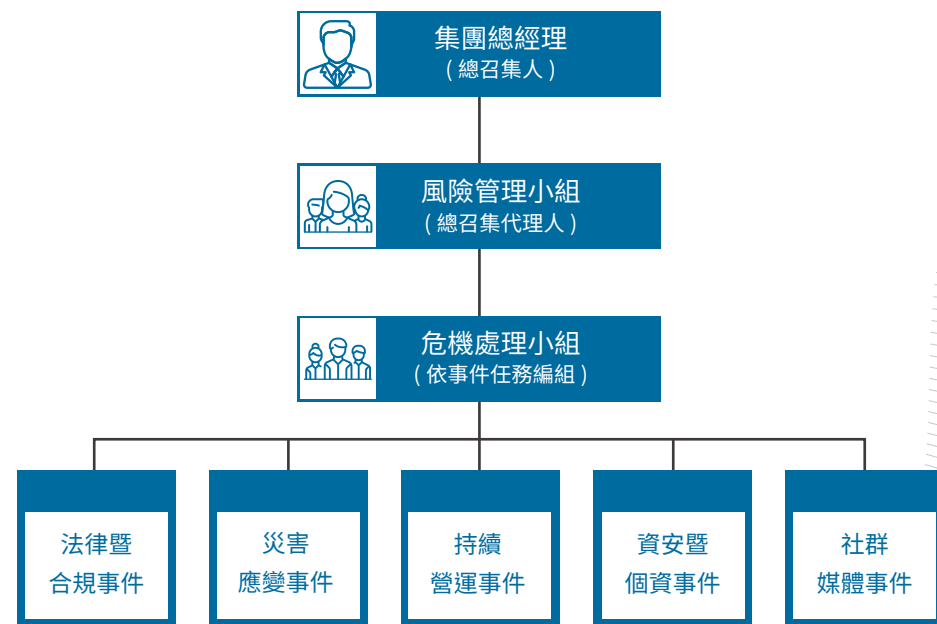 集團總經理
( 總召集人 )
風險管理小組
( 總召集代理人 )
危機處理小組
( 依事件任務編組 )
法律暨
合規事件
災害
應變事件
持續
營運事件
資安暨
個資事件
社群
媒體事件